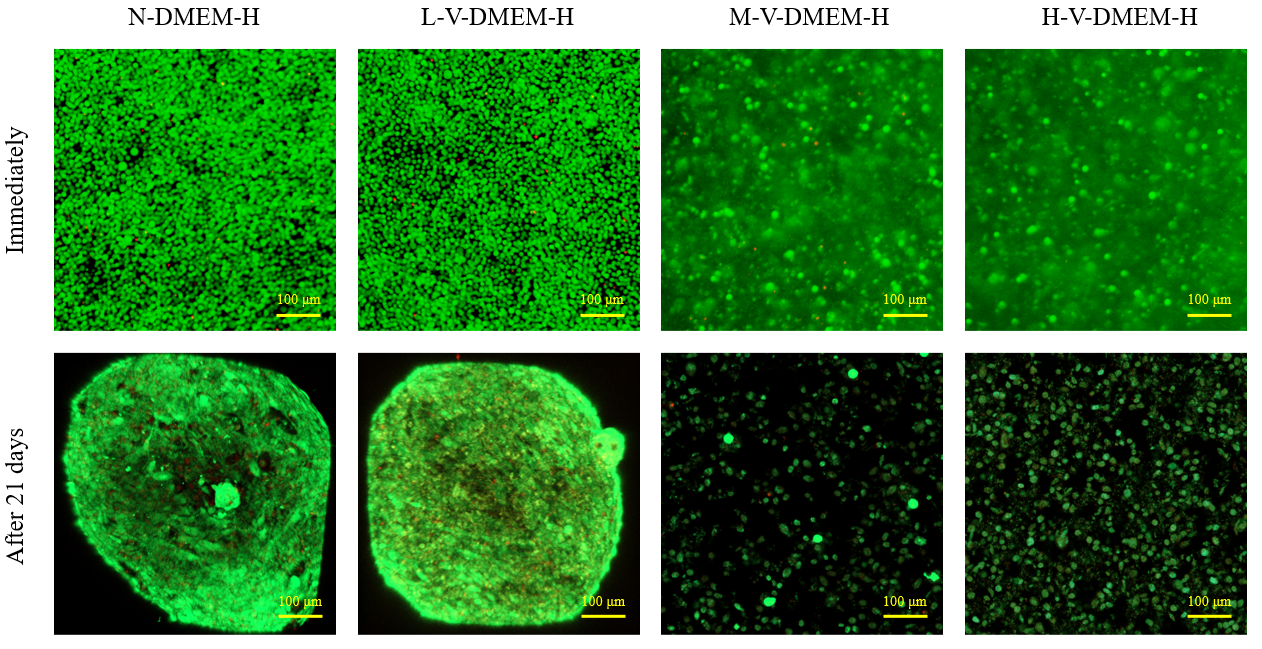 N-DMEM-H L-V-DMEM-H M-V-DMEM-H H-V-DMEM-H
Immediately
100 μm 100 μm 100 μm 100 μm
After 21 days
100 μm 100 μm 100 μm 100 μm